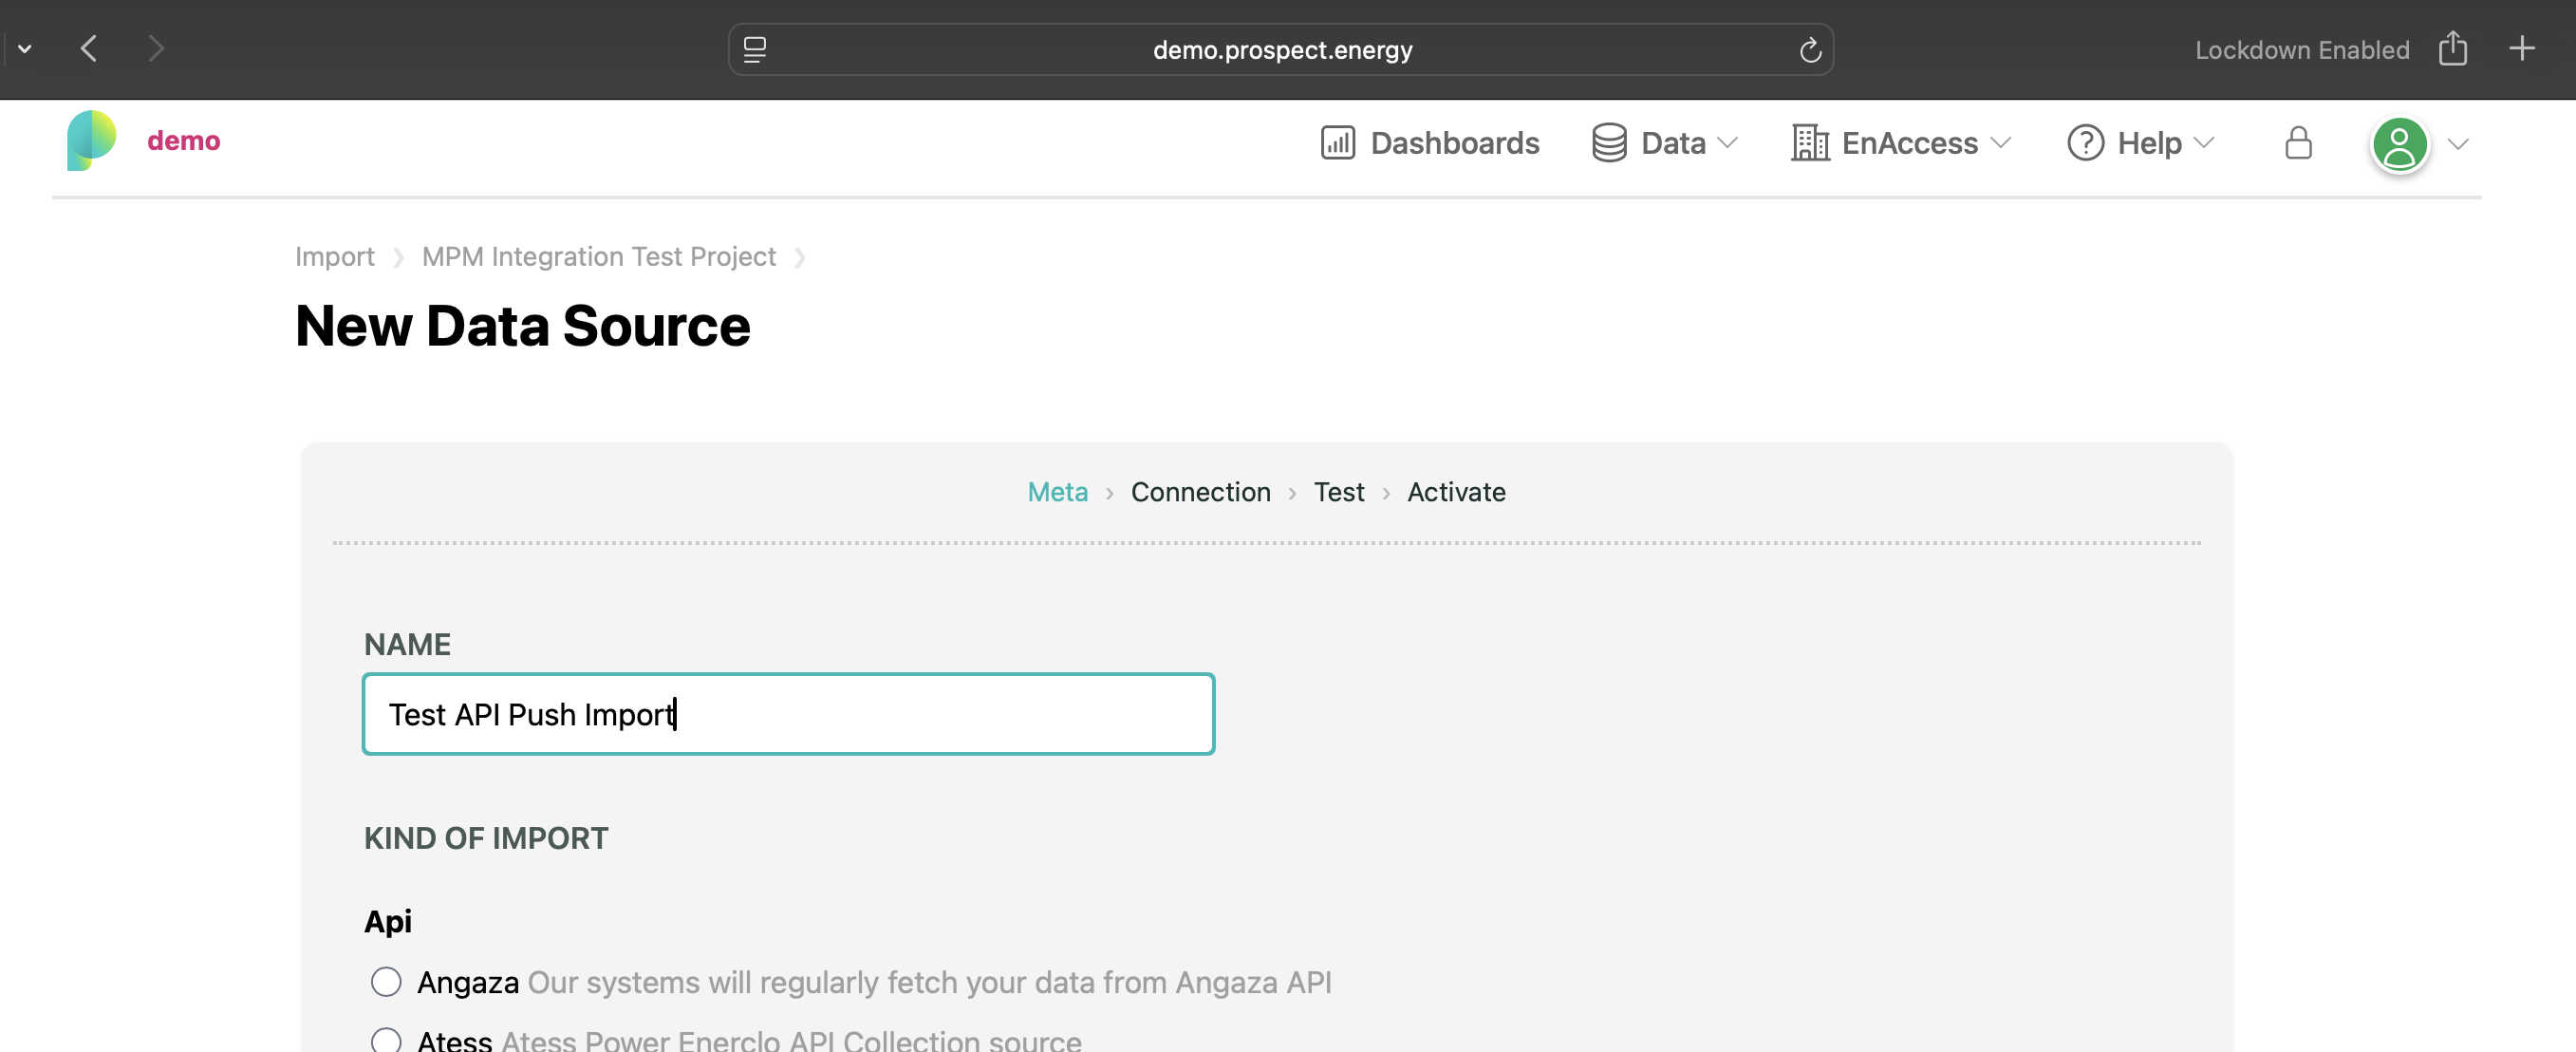 demo.prospect.energy
Lockdown Enabled
demo
Dashboards
Data
EnAccess
Help
Import
MPM Integration Test Project
New Data Source
Meta › Connection › Test › Activate
NAME
Test API Push Import
KIND OF IMPORT
Api
Angaza Our systems will regularly fetch your data from Angaza API
Atess Atess Power Enerclo API Collection source